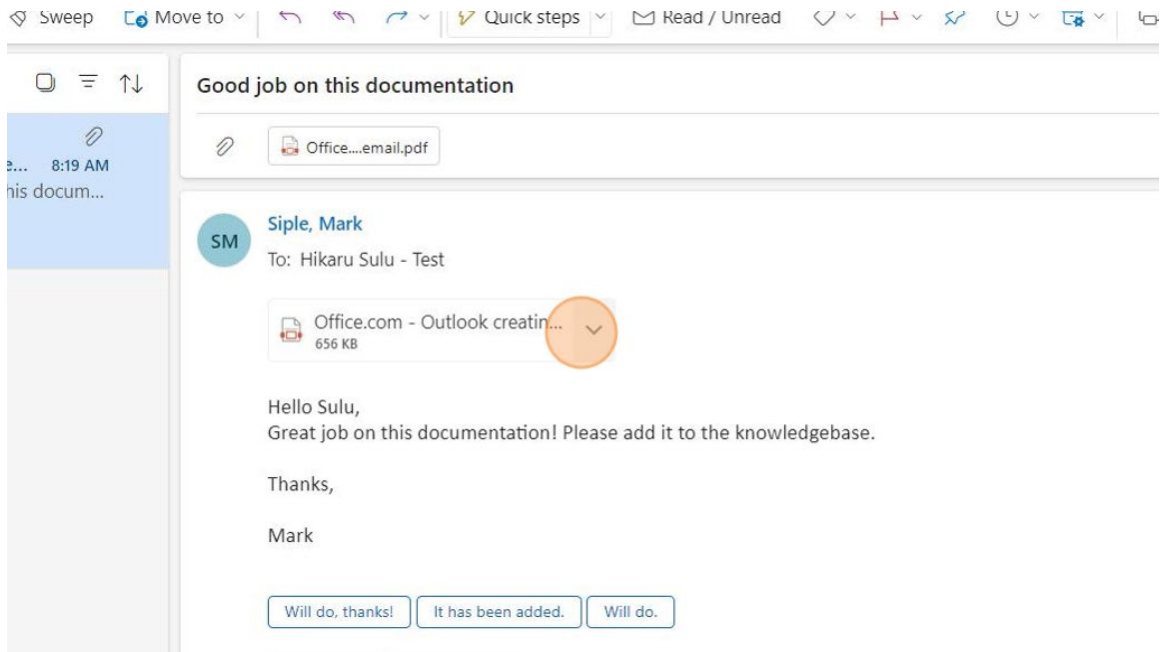 Sweep Move to Quick steps Read / Unread
Good job on this documentation
Office....email.pdf
e... 8:19 AM
his docum...
Siple, Mark
SM
To: Hikaru Sulu - Test
Office.com - Outlook creatin...
656 KB
Hello Sulu,
Great job on this documentation! Please add it to the knowledgebase.
Thanks,
Mark
Will do, thanks! It has been added. Will do.